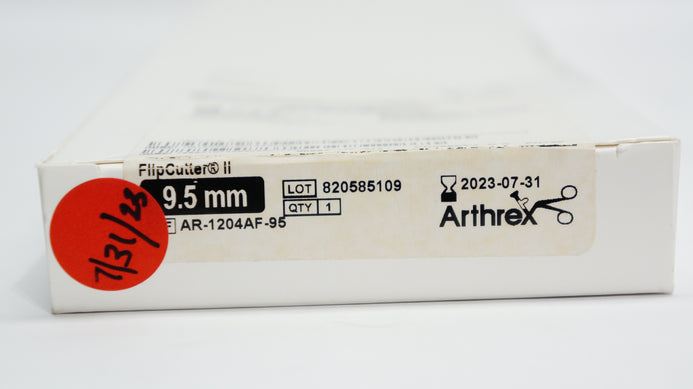 FlipCutter® II
9.5 mm
AR-1204AF-95
LOT 820585109
QTY 1
2023-07-31
Arthrex
7/31/23